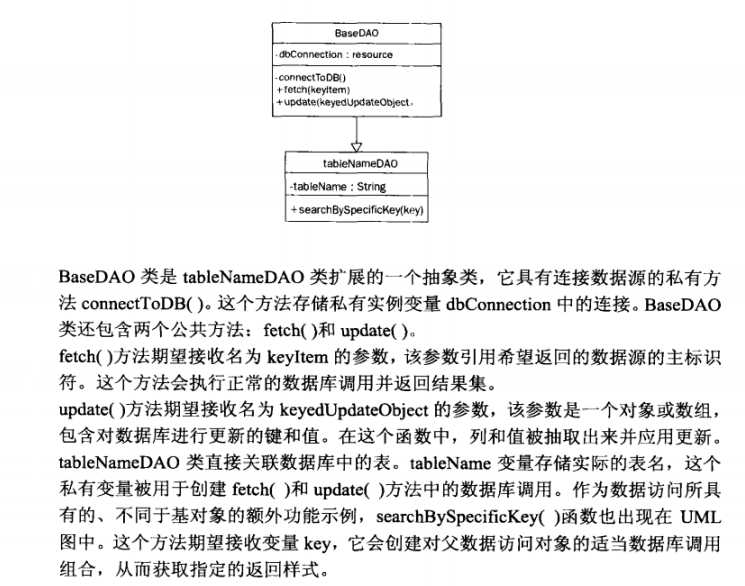 BaseDAO
-dbConnection : resource
-connectToDB()
+fetch(keyItem)
+update(keyedUpdateObject
tableNameDAO
-tableName : String
+searchBySpecificKey(key)
BaseDAO 类是 tableNameDAO 类扩展的一个抽象类，它具有连接数据源的私有方
法 connectToDB( )。这个方法存储私有实例变量 dbConnection 中的连接。BaseDAO
类还包含两个公共方法：fetch( )和 update( )。
fetch( )方法期望接收名为 keyItem 的参数，该参数引用希望返回的数据源的主标识
符。这个方法会执行正常的数据库调用并返回结果集。
update( )方法期望接收名为 keyedUpdateObject 的参数，该参数是一个对象或数组，
包含对数据库进行更新的键和值。在这个函数中，列和值被抽取出来并应用更新。
tableNameDAO 类直接关联数据库中的表。tableName 变量存储实际的表名，这个
私有变量被用于创建 fetch( )和 update( )方法中的数据库调用。作为数据访问所具
有的、不同于基对象的额外功能示例，searchBySpecificKey( )函数也出现在 UML
图中。这个方法期望接收变量 key，它会创建对父数据访问对象的适当数据库调用
组合，从而获取指定的返回样式。